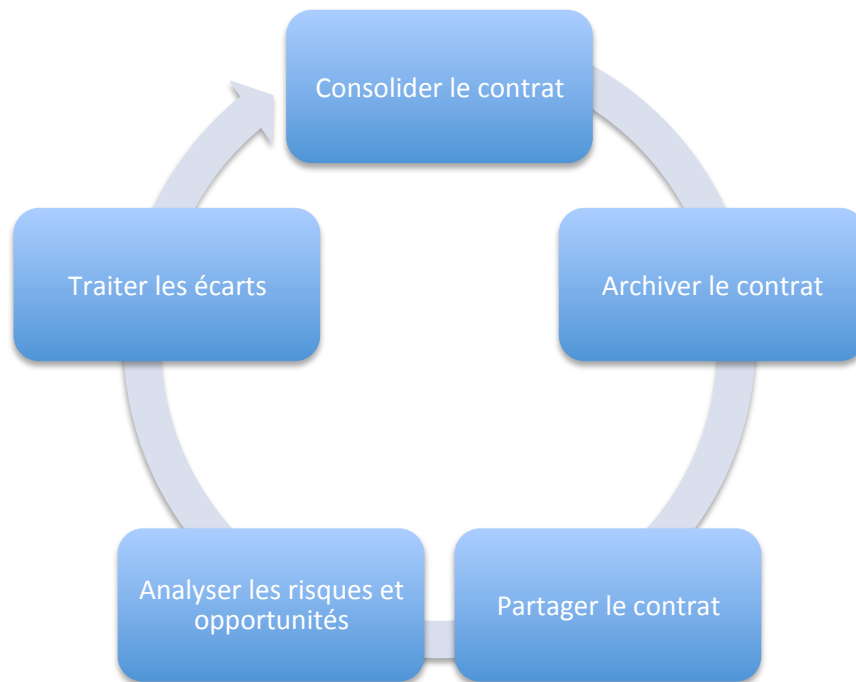 Consolider le contrat
Archiver le contrat
Partager le contrat
Analyser les risques et
opportunités
Traiter les écarts